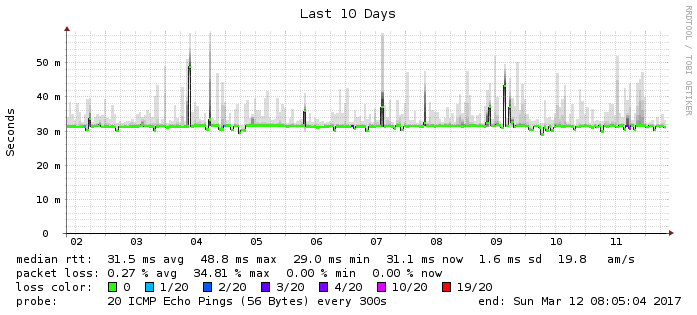 Last 10 Days
RRDTOOL / TOBI OETIKER
Seconds
50 m
40 m
30 m
20 m
10 m
0
02 03 04 05 06 07 08 09 10 11
median rtt: 31.5 ms avg 48.8 ms max 29.0 ms min 31.1 ms now 1.6 ms sd 19.8 am/s
packet loss: 0.27 % avg 34.81 % max 0.00 % min 0.00 % now
loss color: 0 1/20 2/20 3/20 4/20 10/20 19/20
probe: 20 ICMP Echo Pings (56 Bytes) every 300s end: Sun Mar 12 08:05:04 2017